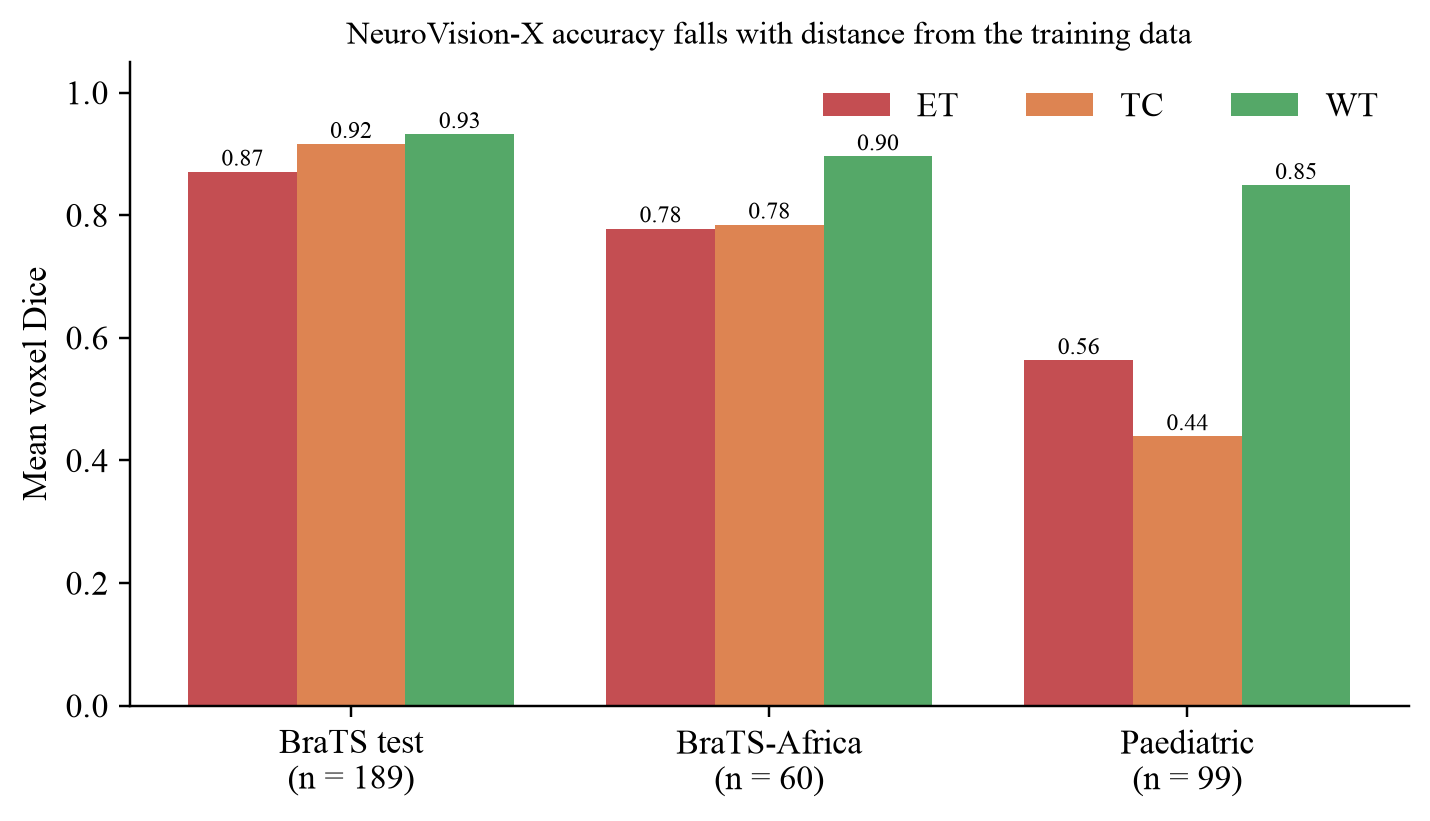 NeuroVision-X accuracy falls with distance from the training data
ET TC WT
Mean voxel Dice
1.0
0.8
0.6
0.4
0.2
0.0
0.87 0.92 0.93
0.78 0.78 0.90
0.56 0.44 0.85
BraTS test
(n = 189)
BraTS-Africa
(n = 60)
Paediatric
(n = 99)